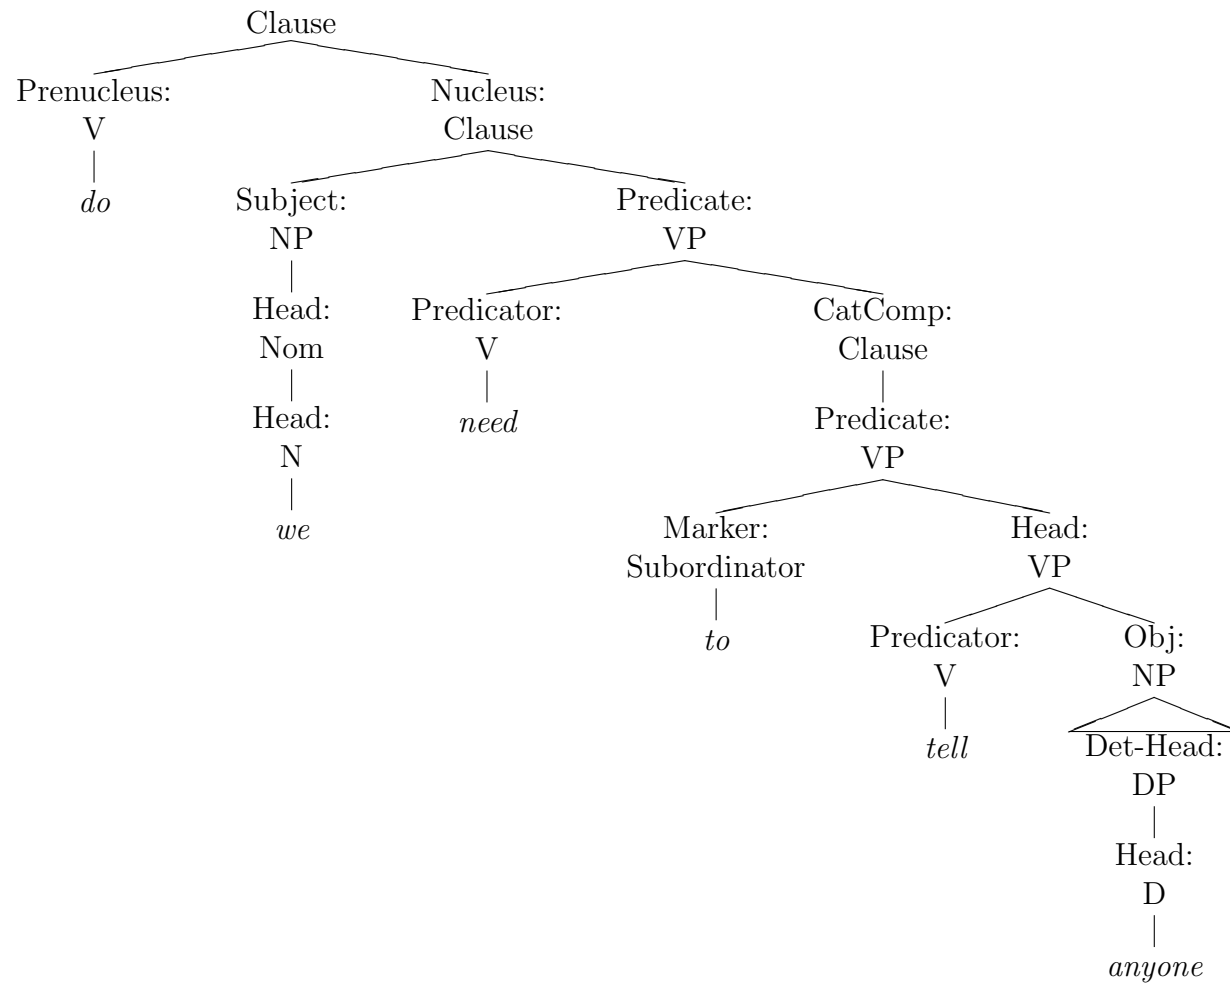 Clause
Prenucleus: Nucleus:
V Clause
do Subject: Predicate:
NP VP
Head: Predicator: CatComp:
Nom V Clause
Head: need Predicate:
N VP
we Marker: Head:
Subordinator VP
to Predicator: Obj:
V NP
tell Det-Head:
DP
Head:
D
anyone